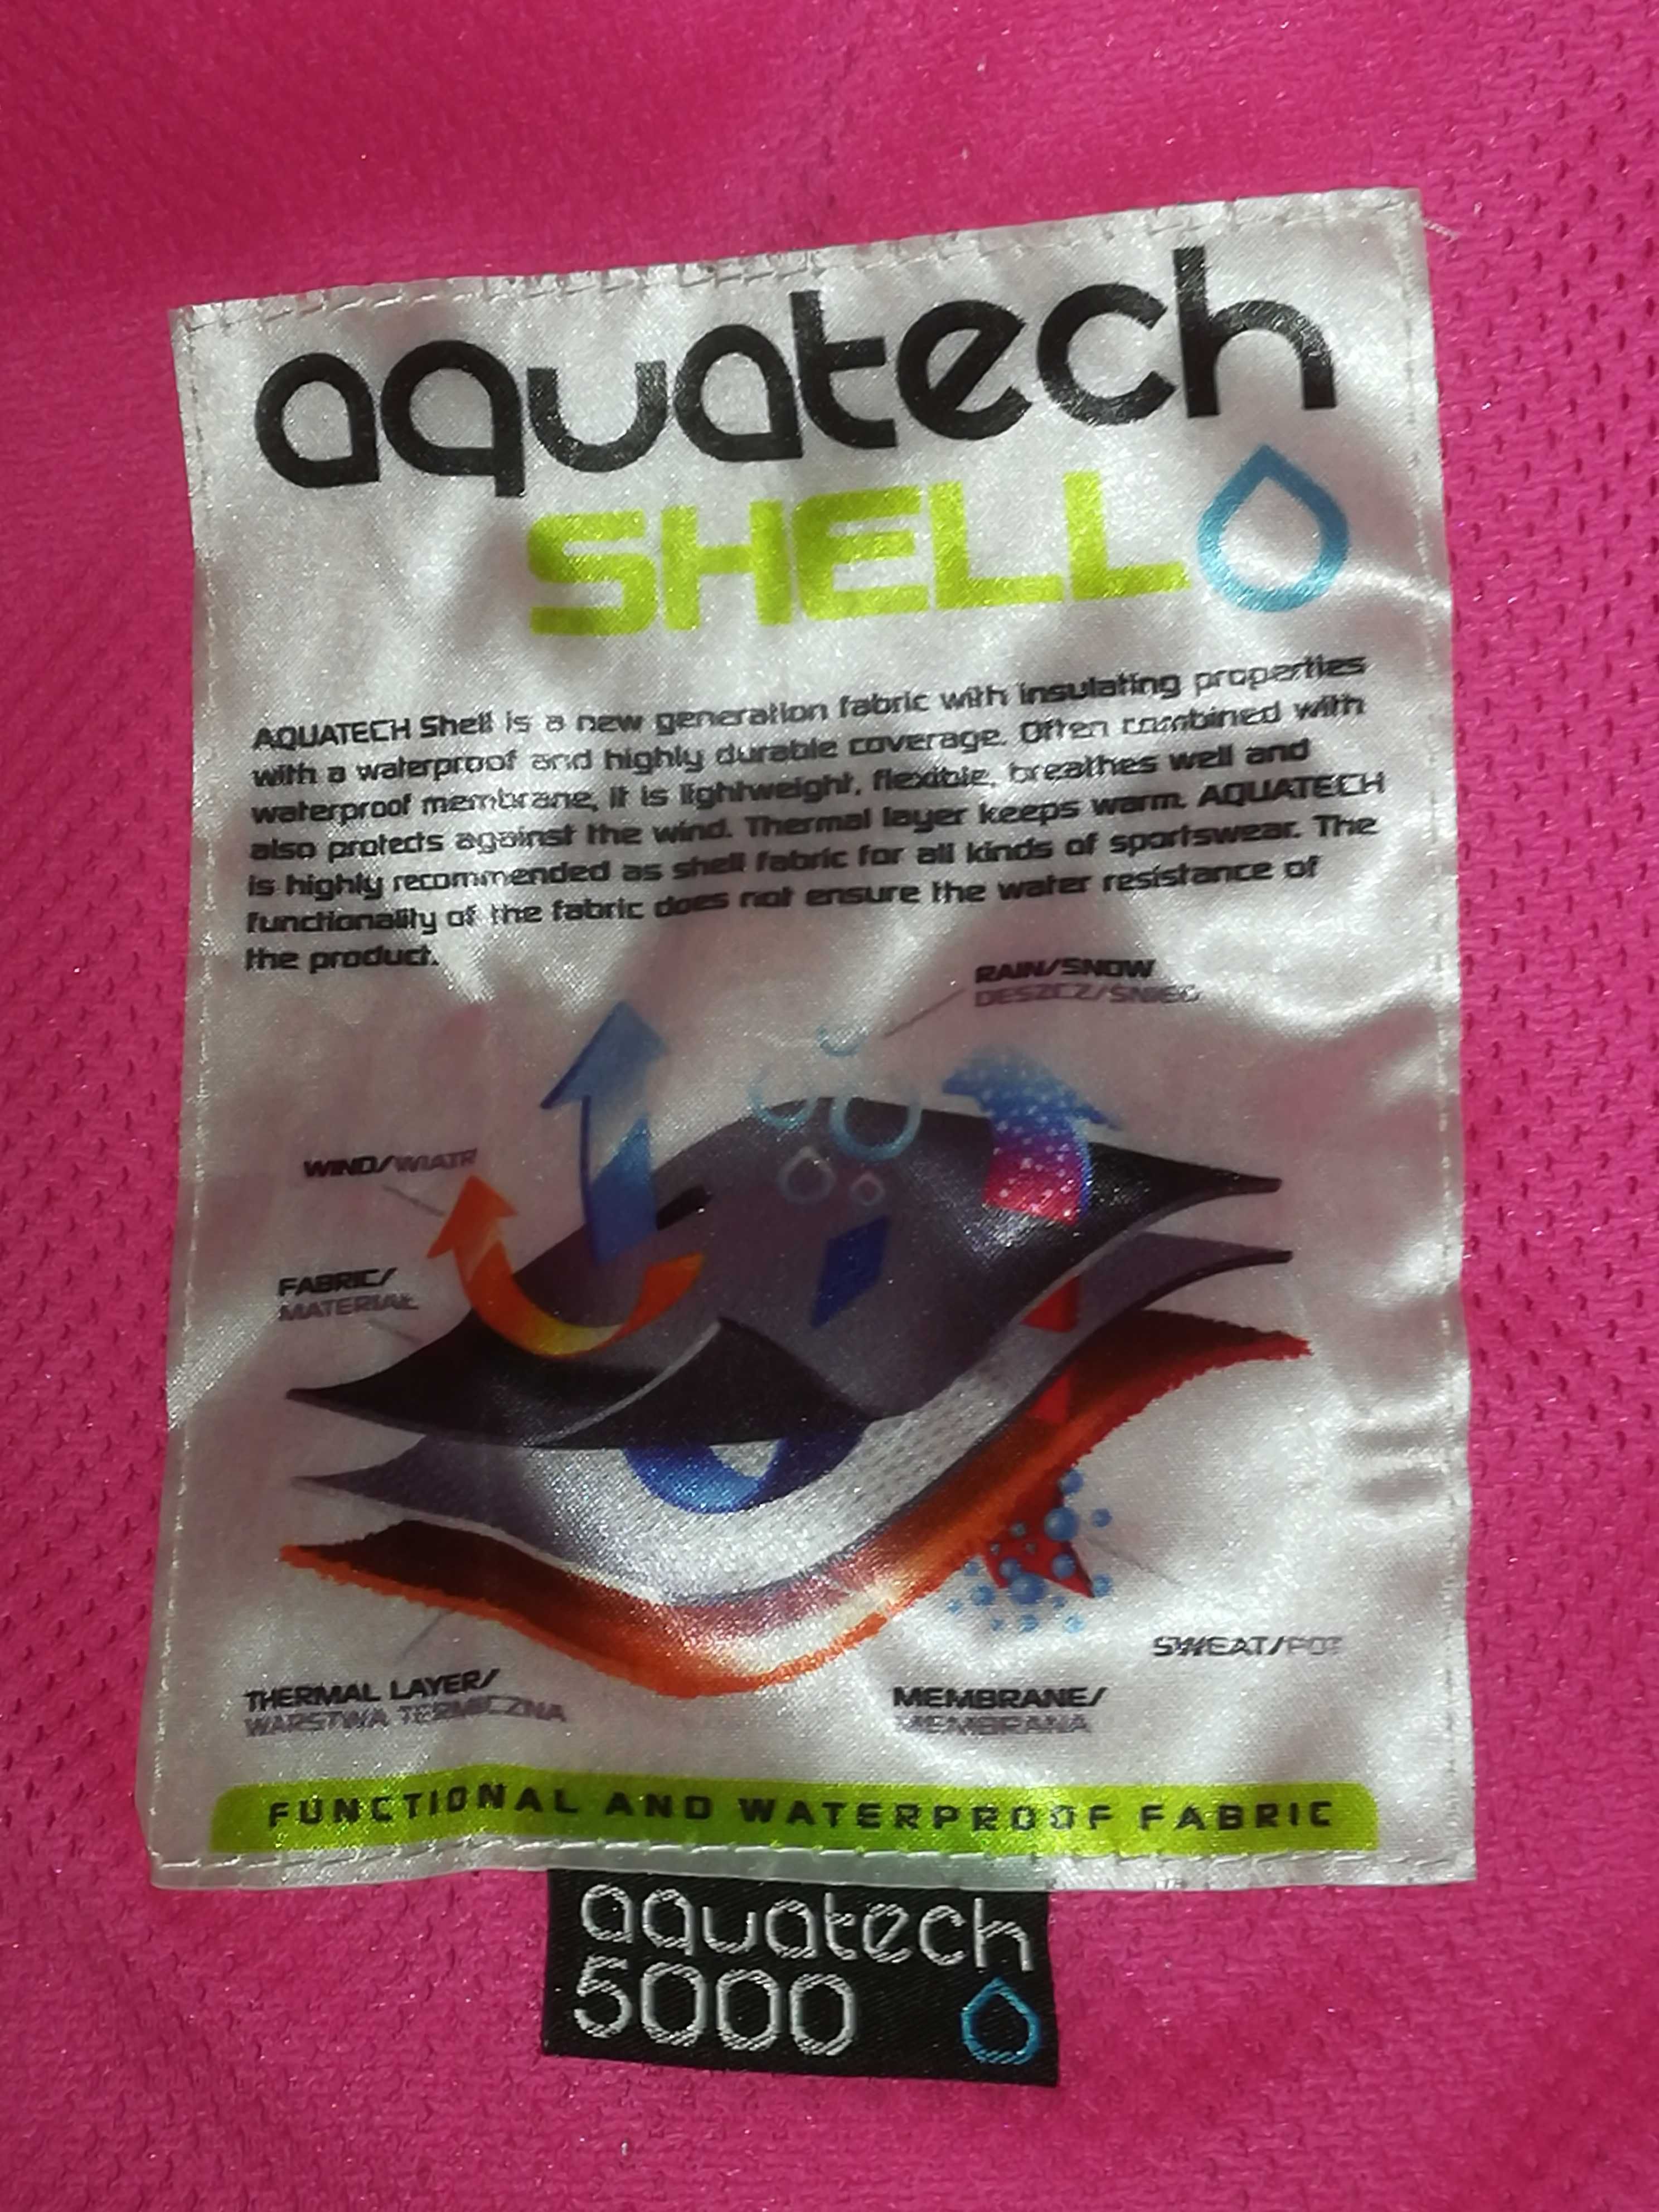 aquatech
SHELL
AQUATECH Shell is a new generation fabric with insulating properties
with a waterproof and highly durable coverage. Often combined with
waterproof membrane, it is lightweight, flexible, breathes well and
also protects against the wind. Thermal layer keeps warm. AQUATECH
is highly recommended as shell fabric for all kinds of sportswear. The
functionality of the fabric does not ensure the water resistance of
the product.
RAIN/SNOW
DESZCZ/ŚNIEG
WIND/WIATR
FABRIC/
MATERIAŁ
SWEAT/POT
THERMAL LAYER/
WARSTWA TERMICZNA
MEMBRANE/
MEMBRANA
FUNCTIONAL AND WATERPROOF FABRIC
aquatech
5000